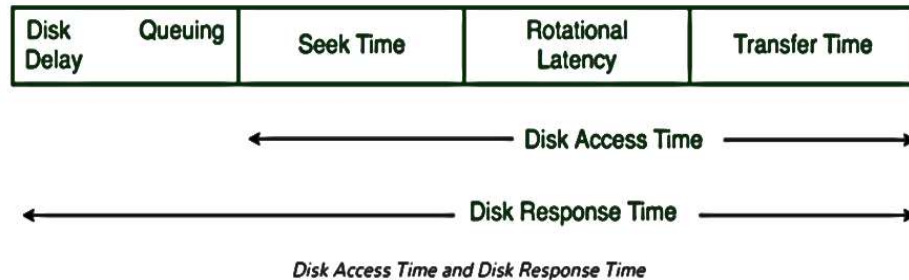 Disk Queuing
Delay
Seek Time
Rotational
Latency
Transfer Time
Disk Access Time
Disk Response Time
Disk Access Time and Disk Response Time